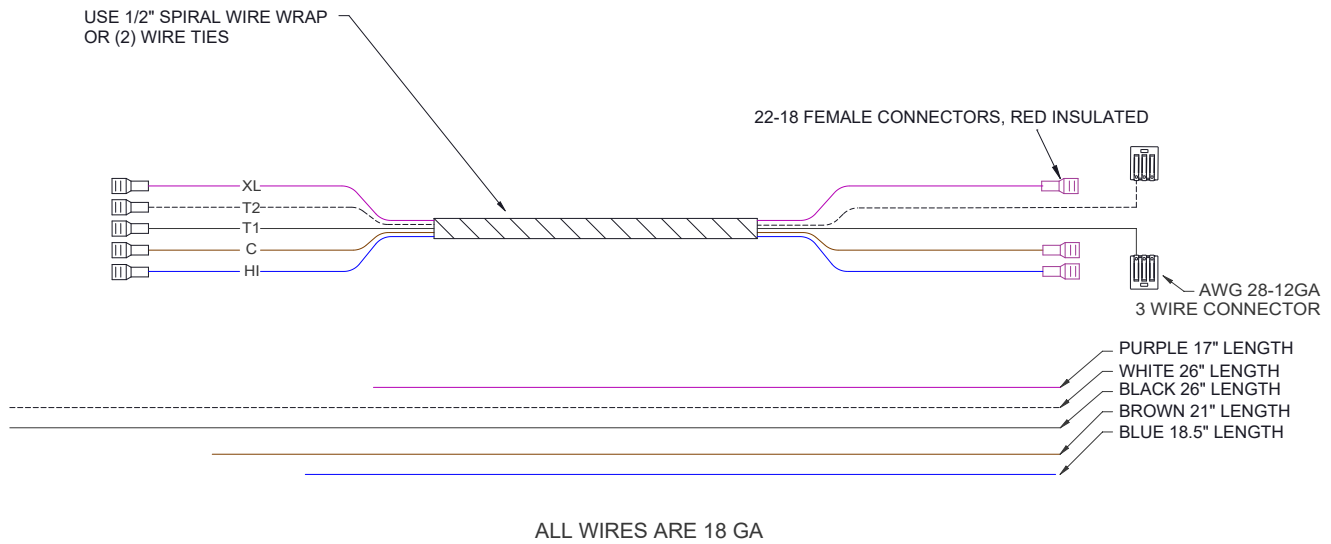 USE 1/2" SPIRAL WIRE WRAP
OR (2) WIRE TIES
22-18 FEMALE CONNECTORS, RED INSULATED
XL
T2
T1
C
HI
AWG 28-12GA
3 WIRE CONNECTOR
PURPLE 17" LENGTH
WHITE 26" LENGTH
BLACK 26" LENGTH
BROWN 21" LENGTH
BLUE 18.5" LENGTH
ALL WIRES ARE 18 GA